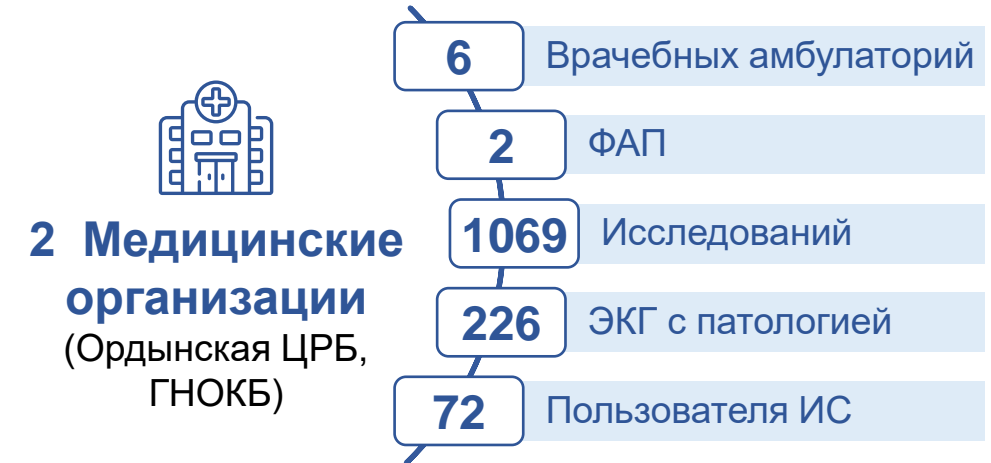 2 Медицинские
организации
(Ордынская ЦРБ,
ГНОКБ)
6 Врачебных амбулаторий
2 ФАП
1069 Исследований
226 ЭКГ с патологией
72 Пользователя ИС